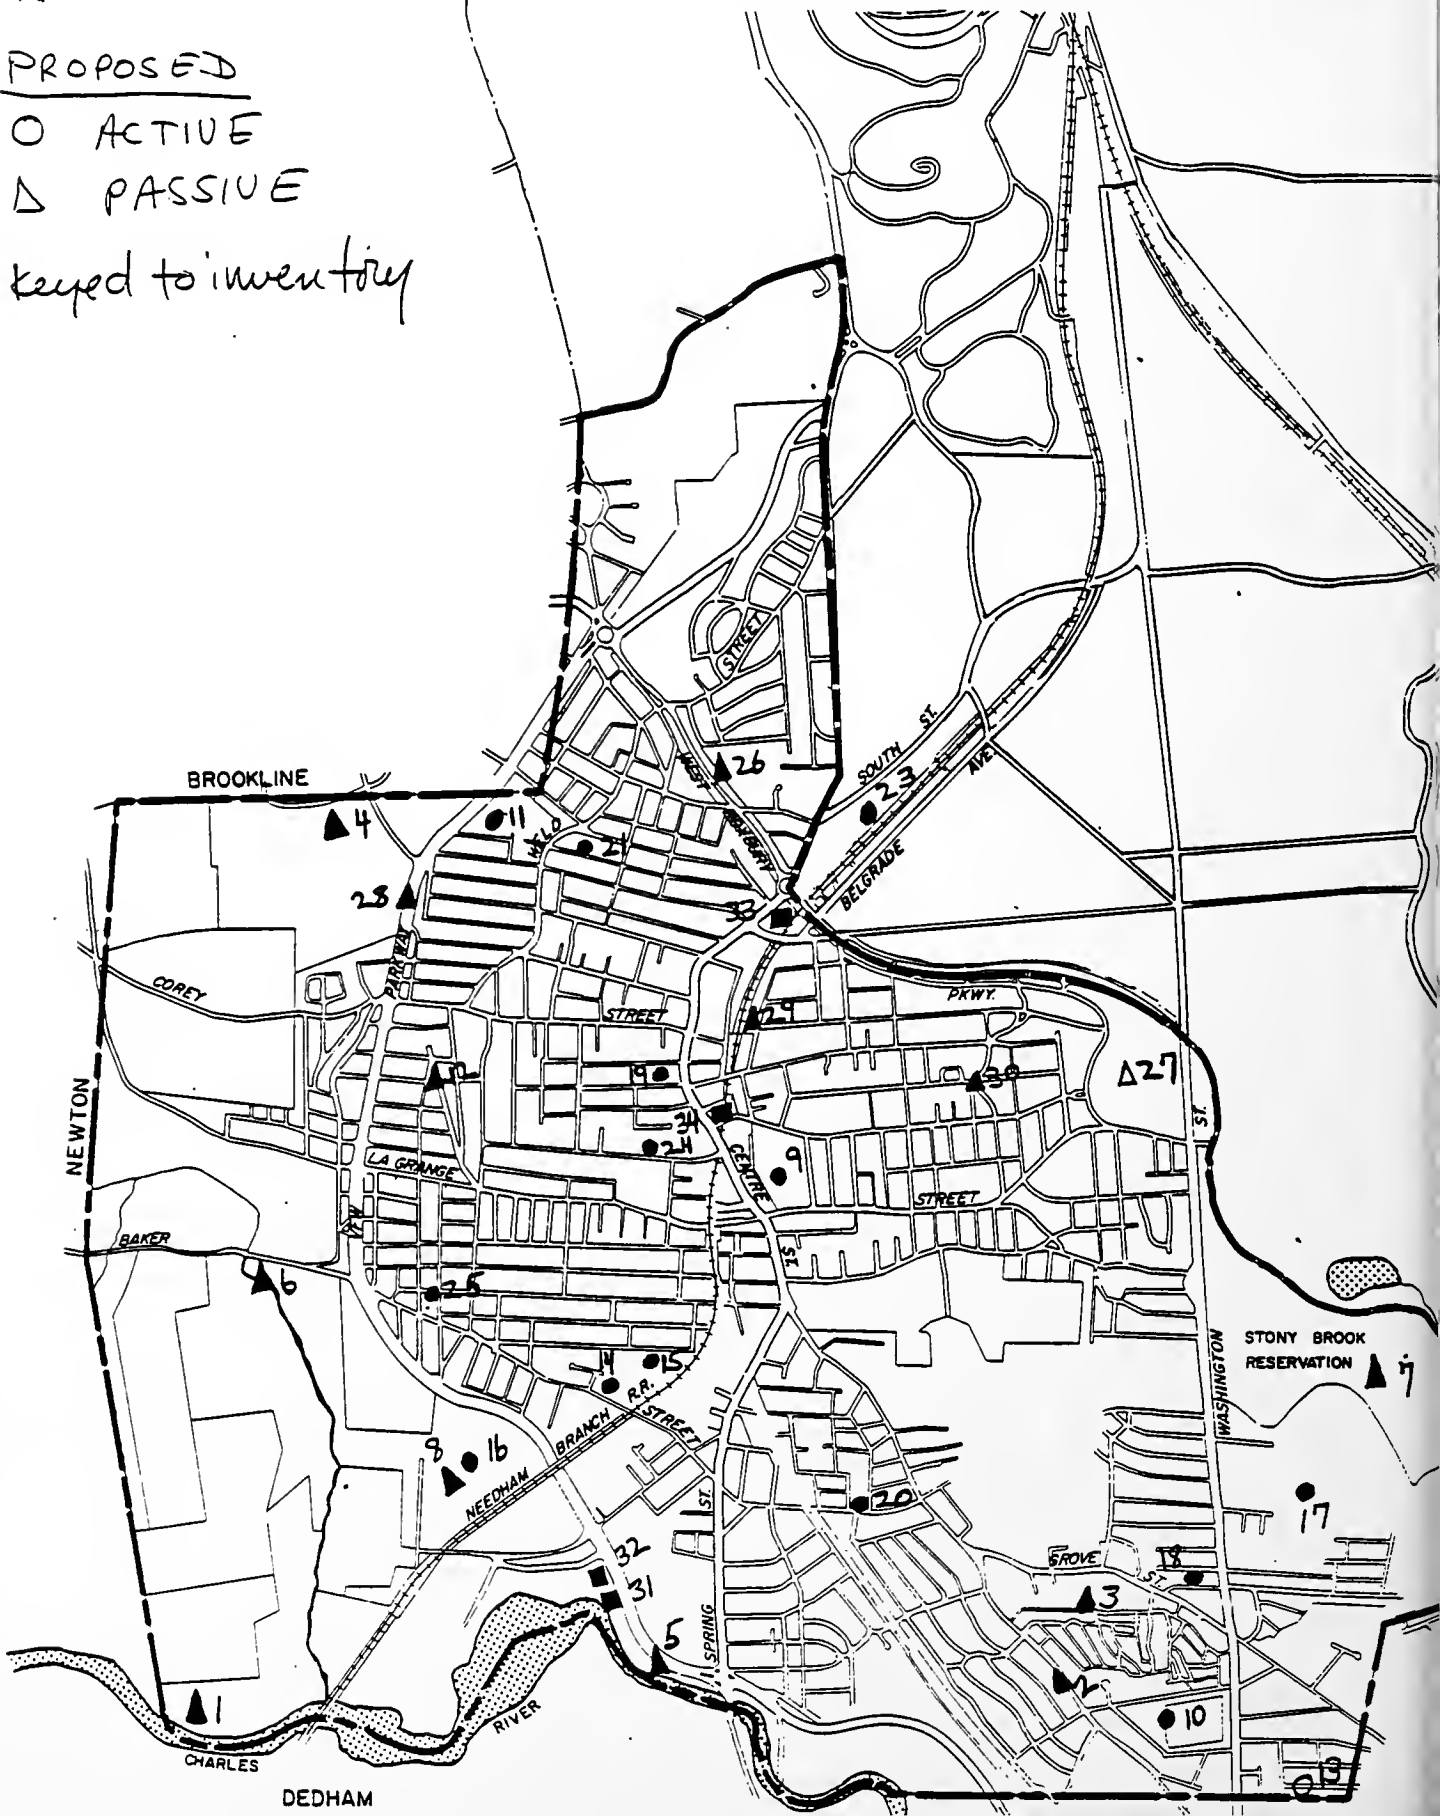 PROPOSED
O ACTIVE
Δ PASSIVE
keyed to inventory
STREET
SOUTH ST.
WEST ROXBURY
26
23
BELGRADE AVE.
BROOKLINE
4
11
WELD
21
28
33
PARKWAY
COREY
STREET
29
PKWY.
NEWTON
12
19
30
Δ27
34
24
CENTRE
9
ST.
LA GRANGE
STREET
BAKER
6
25
ST.
STONY BROOK
RESERVATION
7
WASHINGTON
14
15
R.R.
STREET
8
16
NEEDHAM BRANCH
ST.
20
17
32
31
GROVE
ST.
18
3
5
SPRING
2
1
10
RIVER
CHARLES
O 13
DEDHAM